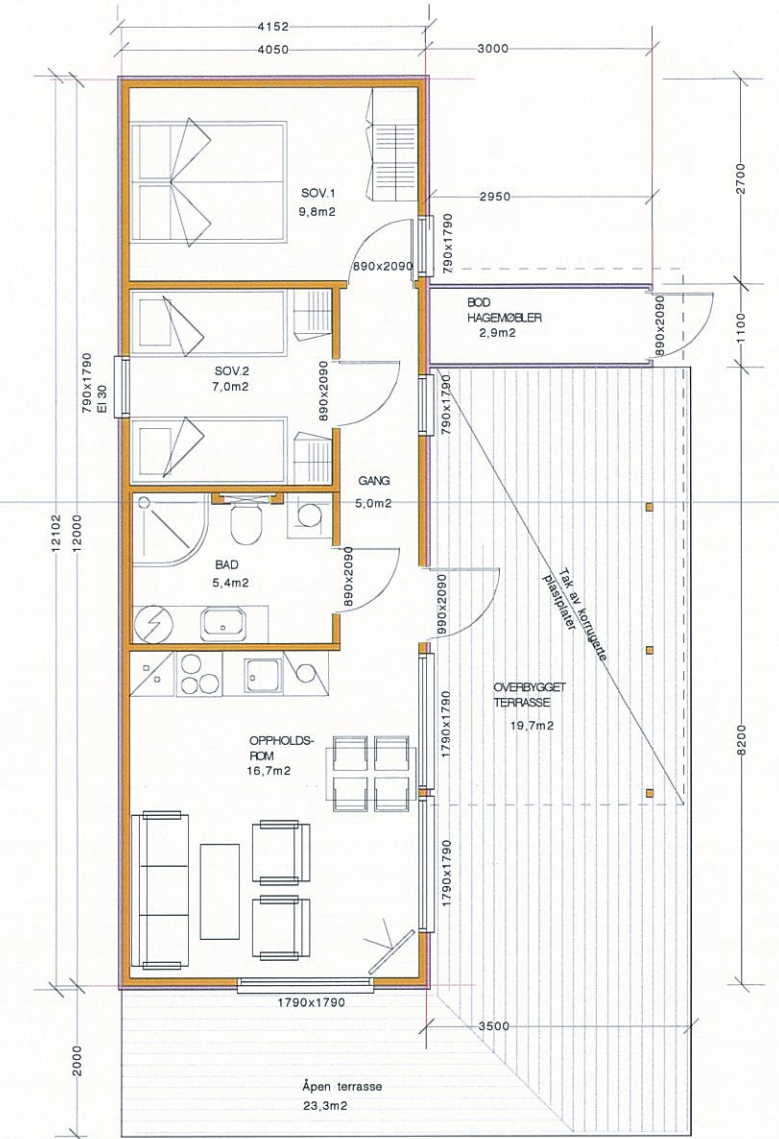 4152
4050
3000
2700
2950
SOV.1
9,8m2
790x1790
890x2090
BOD
HAGEMØBLER
2,9m2
890x2090
1100
790x1790
EI 30
SOV.2
7,0m2
890x2090
790x1790
GANG
5,0m2
12102
12000
BAD
5,4m2
890x2090
990x2090
Tak av korrugerte
plastplater
OVERBYGGET
TERRASSE
19,7m2
1790x1790
8200
OPPHOLDS-
ROM
16,7m2
1790x1790
1790x1790
3500
2000
Åpen terrasse
23,3m2